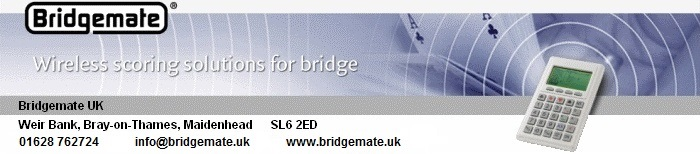 Bridgemate®
Wireless scoring solutions for bridge
Bridgemate UK
Weir Bank, Bray-on-Thames, Maidenhead SL6 2ED
01628 762724 info@bridgemate.uk www.bridgemate.uk